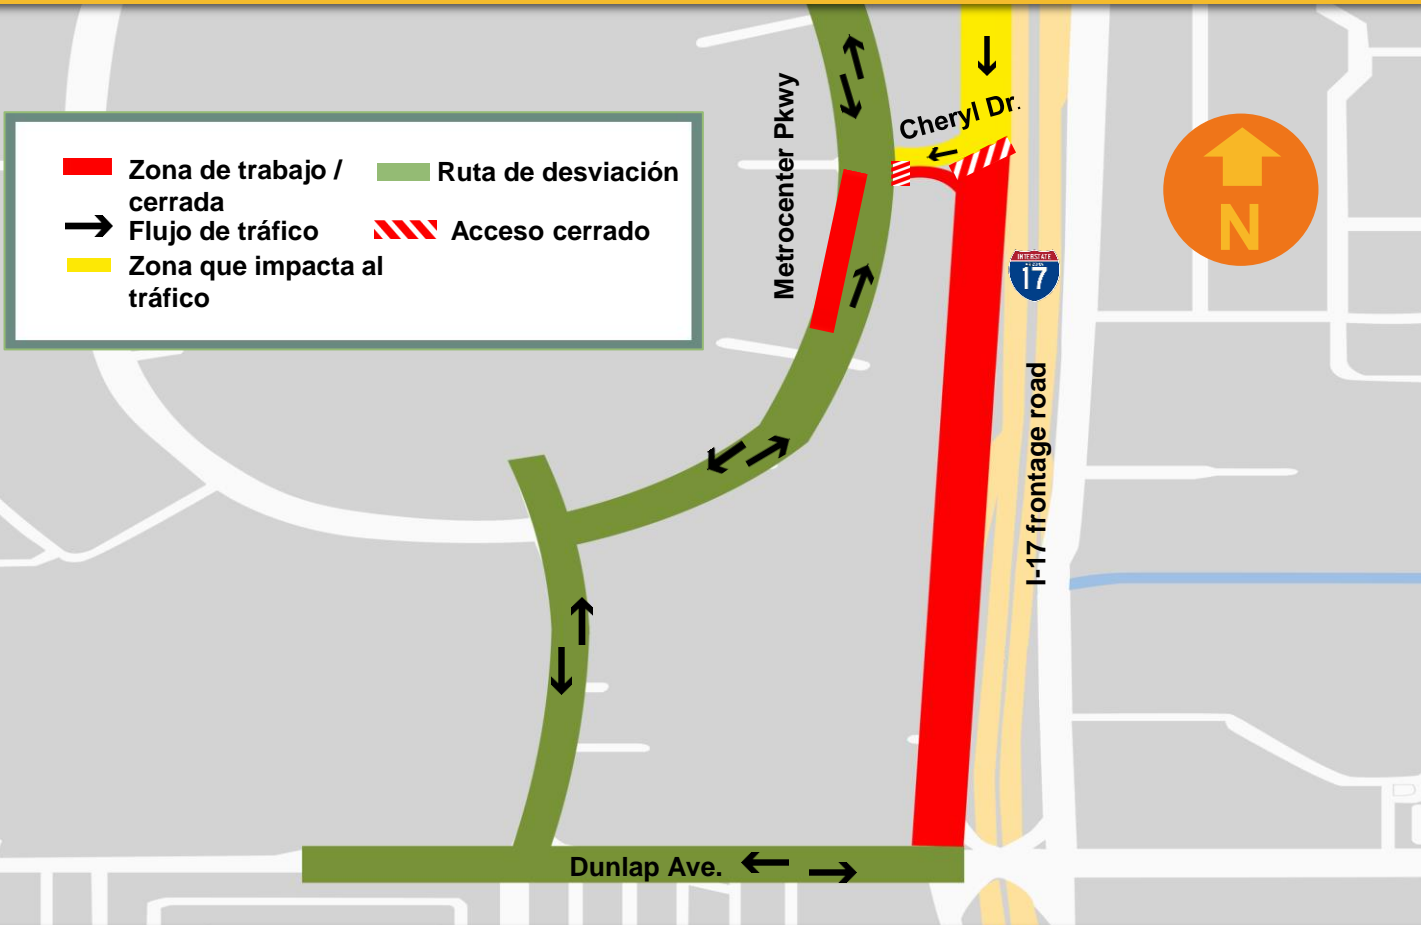 Zona de trabajo /
cerrada
Flujo de tráfico
Zona que impacta al
tráfico
Ruta de desviación
Acceso cerrado
Metrocenter Pkwy
Cheryl Dr.
N
INTERSTATE
17
I-17 frontage road
Dunlap Ave.